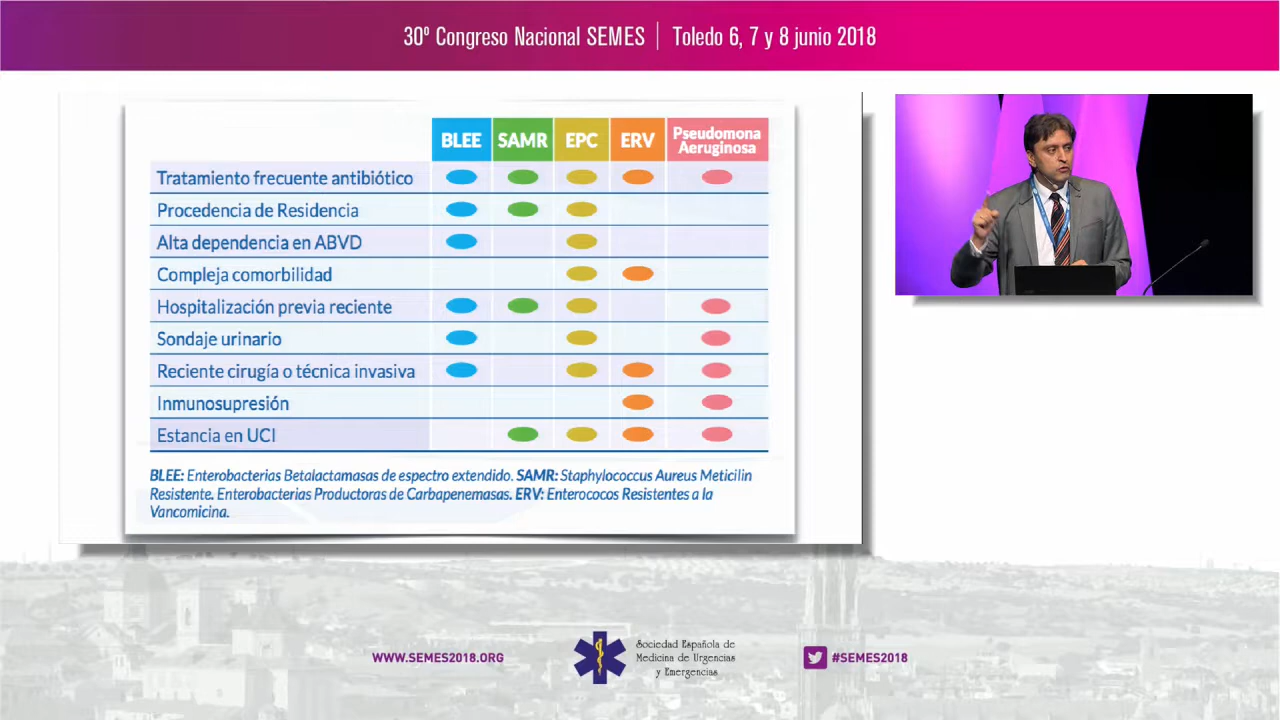 30º Congreso Nacional SEMES | Toledo 6, 7 y 8 junio 2018
BLEE SAMR EPC ERV Pseudomona Aeruginosa
Tratamiento frecuente antibiótico
Procedencia de Residencia
Alta dependencia en ABVD
Compleja comorbilidad
Hospitalización previa reciente
Sondaje urinario
Reciente cirugía o técnica invasiva
Inmunosupresión
Estancia en UCI
BLEE: Enterobacterias Betalactamasas de espectro extendido. SAMR: Staphylococcus Aureus Meticilin
Resistente. Enterobacterias Productoras de Carbapenemasas. ERV: Enterococos Resistentes a la
Vancomicina.
WWW.SEMES2018.ORG
Sociedad Española de
Medicina de Urgencias
y Emergencias
#SEMES2018